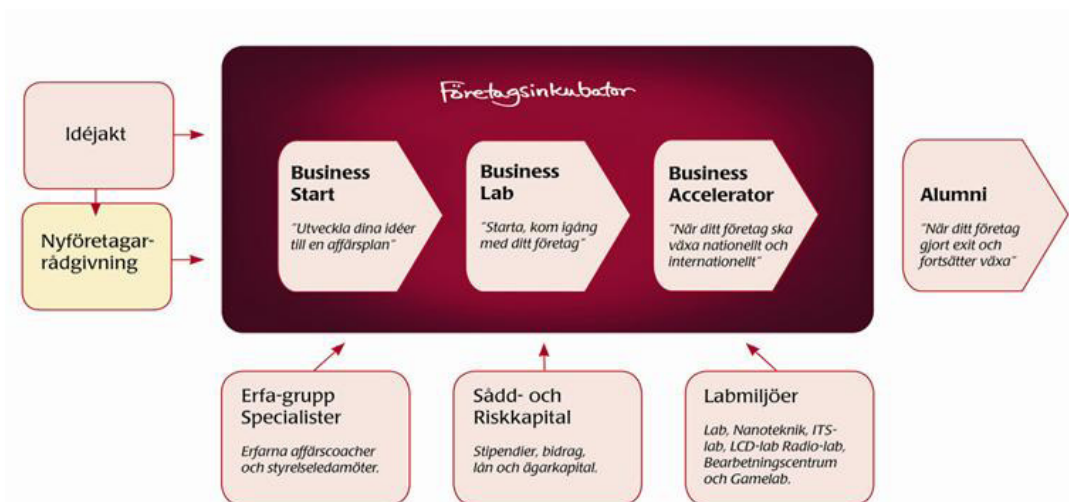 Företagsinkubator
Idéjakt
Nyföretagar-
rådgivning
Business
Start
"Utveckla dina idéer
till en affärsplan"
Business
Lab
"Starta, kom igång
med ditt företag"
Business
Accelerator
"När ditt företag ska
växa nationellt och
internationellt"
Alumni
"När ditt företag
gjort exit och
fortsätter växa"
Erfa-grupp
Specialister
Erfarna affärscoacher
och styrelseledamöter.
Sådd- och
Riskkapital
Stipendier, bidrag,
lån och ägarkapital.
Labmiljöer
Lab, Nanoteknik, ITS-
lab, LCD-lab Radio-lab,
Bearbetningscentrum
och Gamelab.